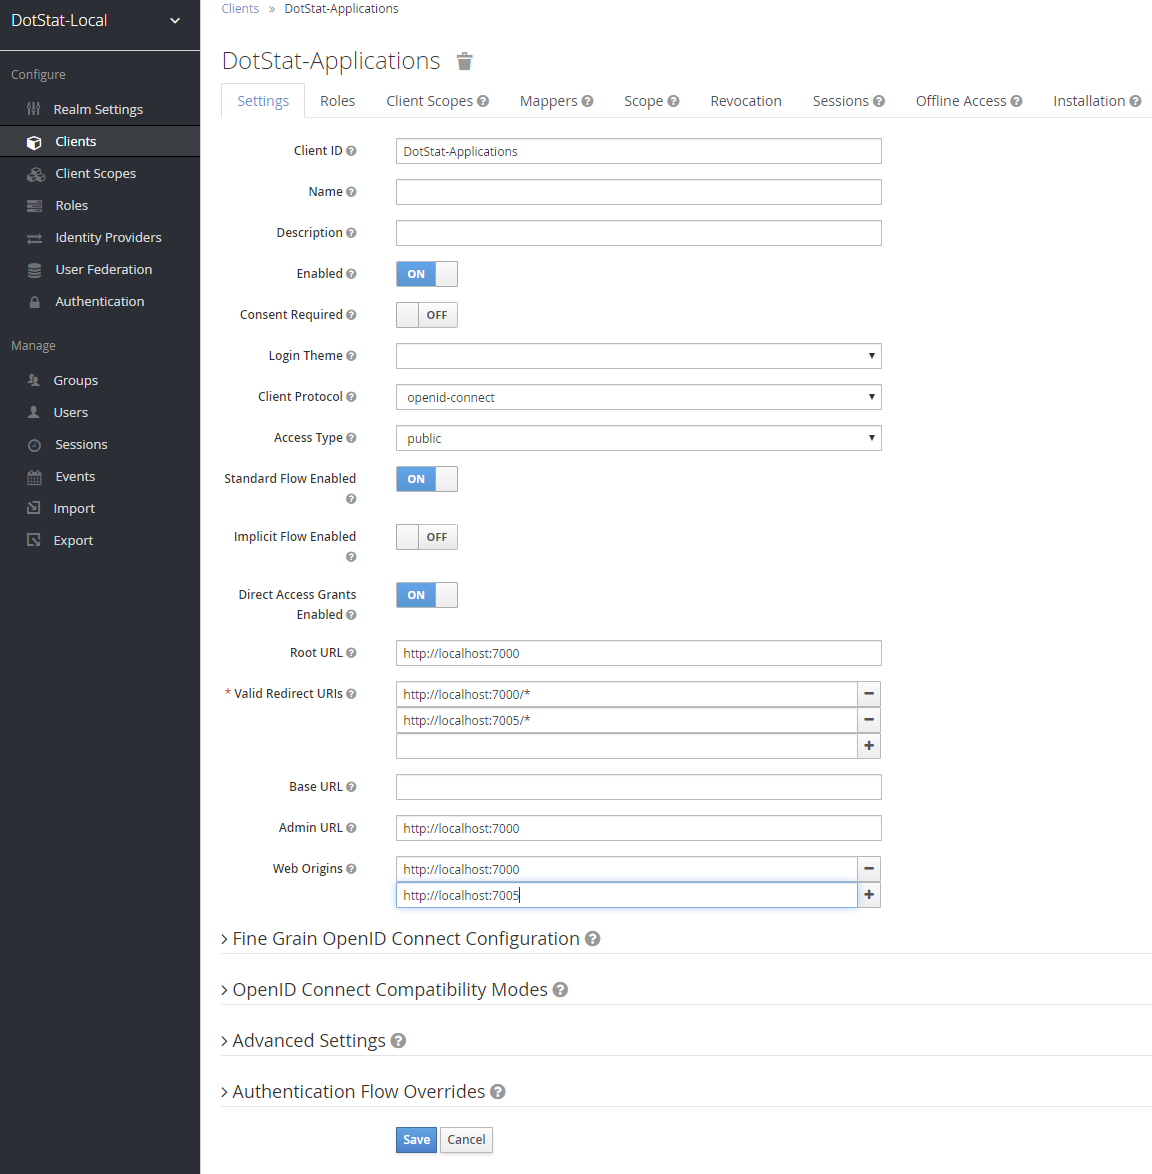 DotStat-Local
Configure
Realm Settings
Clients
Client Scopes
Roles
Identity Providers
User Federation
Authentication
Manage
Groups
Users
Sessions
Events
Import
Export
Clients » DotStat-Applications
DotStat-Applications
Settings Roles Client Scopes Mappers Scope Revocation Sessions Offline Access Installation
Client ID DotStat-Applications
Name
Description
Enabled ON
Consent Required OFF
Login Theme
Client Protocol openid-connect
Access Type public
Standard Flow Enabled ON
Implicit Flow Enabled OFF
Direct Access Grants ON
Enabled
Root URL http://localhost:7000
* Valid Redirect URIs http://localhost:7000/*
http://localhost:7005/*
Base URL
Admin URL http://localhost:7000
Web Origins http://localhost:7000
http://localhost:7005
Fine Grain OpenID Connect Configuration
OpenID Connect Compatibility Modes
Advanced Settings
Authentication Flow Overrides
Save Cancel